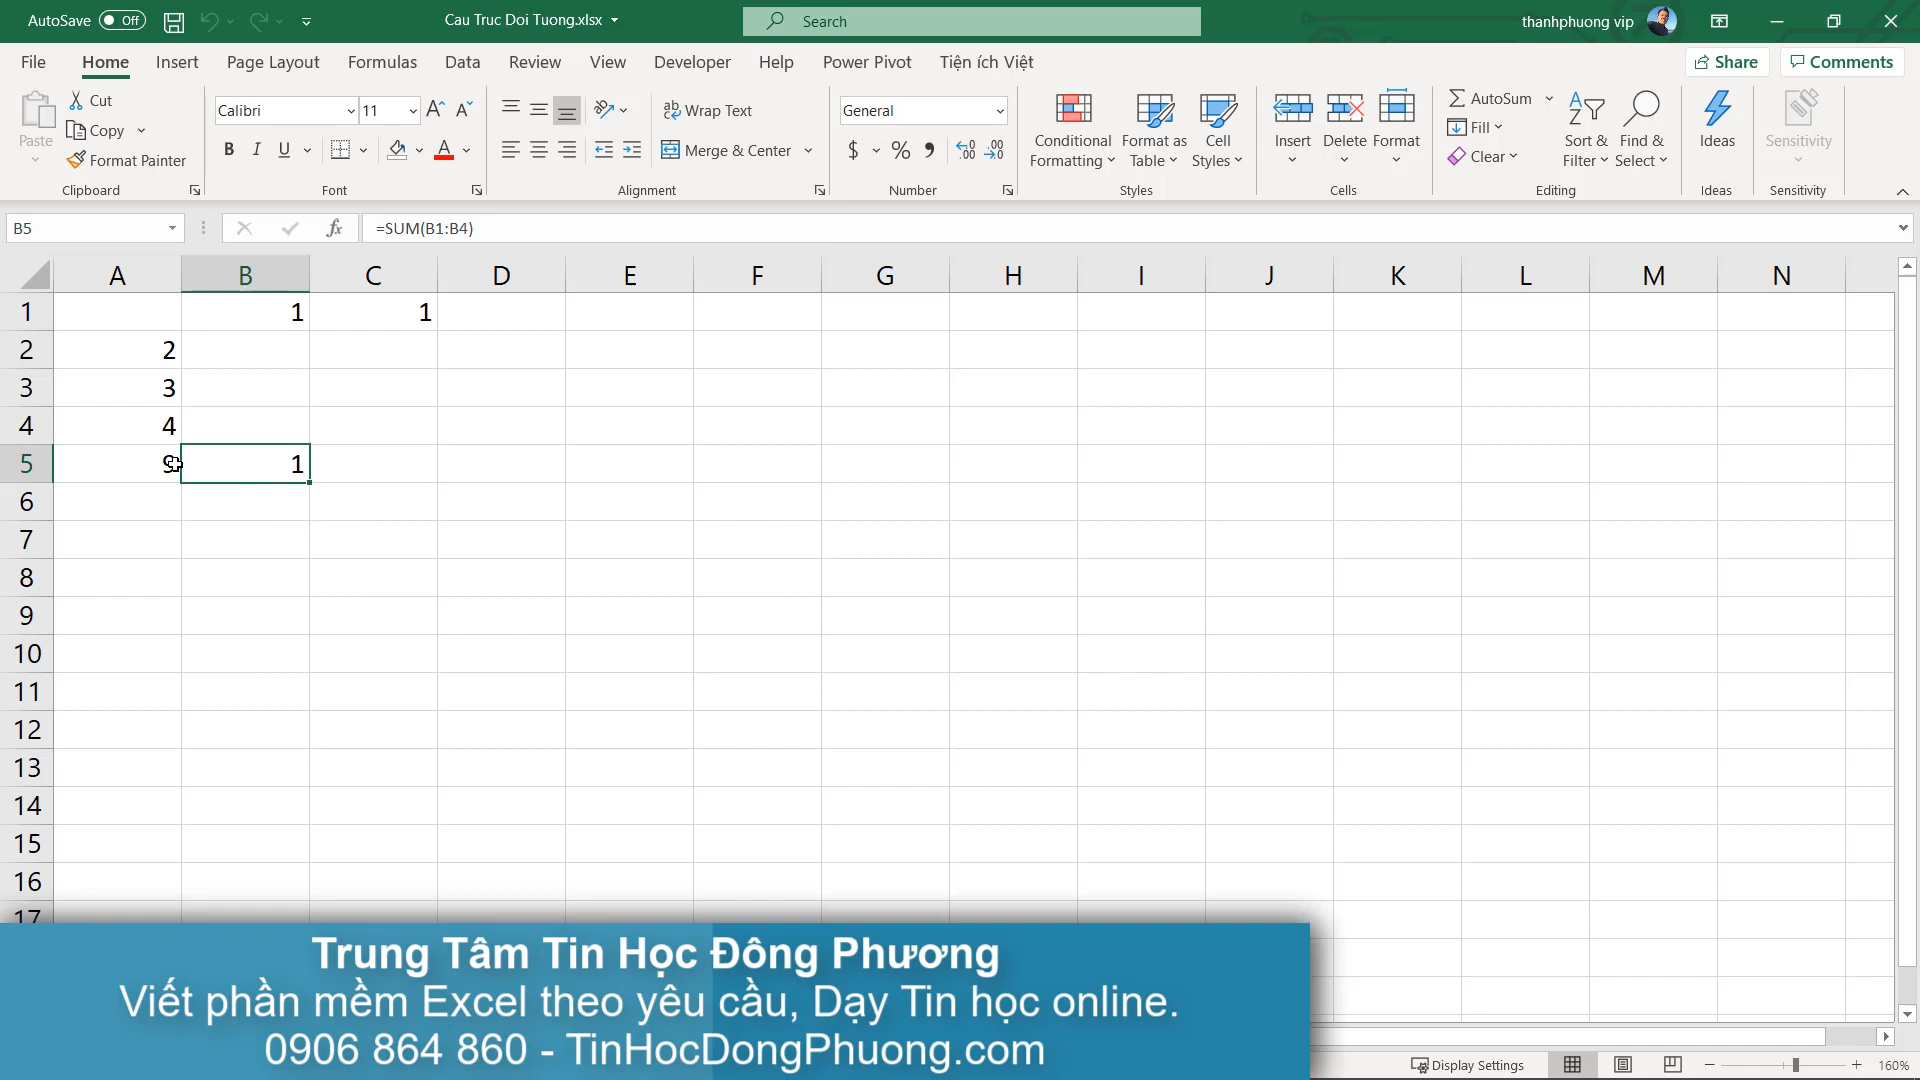 AutoSave Off
Cau Truc Doi Tuong.xlsx
Search
thanhphuong vip
File Home Insert Page Layout Formulas Data Review View Developer Help Power Pivot Tiện ích Việt Share Comments
Paste
Cut
Copy
Format Painter
Clipboard
Calibri 11
B I U A
Font
Wrap Text
Merge & Center
Alignment
General
$ % 9 .00 .0
Number
Conditional Formatting
Format as Table
Cell Styles
Styles
Insert Delete Format
Cells
AutoSum
Fill
Clear
Sort & Filter
Find & Select
Editing
Ideas
Ideas
Sensitivity
Sensitivity
B5 fx =SUM(B1:B4)
A B C D E F G H I J K L M N
1 1 1
2 2
3 3
4 4
5 9 1
6
7
8
9
10
11
12
13
14
15
16
17
Trung Tâm Tin Học Đông Phương
Viết phần mềm Excel theo yêu cầu, Dạy Tin học online.
0906 864 860 - TinHocDongPhuong.com
Display Settings
160%